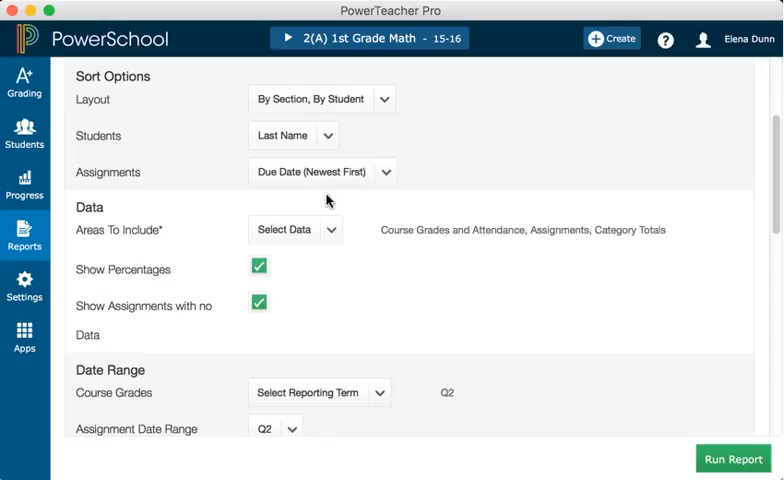 PowerTeacher Pro
PowerSchool
2(A) 1st Grade Math - 15-16
Create
?
Elena Dunn
A+
Grading
Students
Progress
Reports
Settings
Apps
Sort Options
Layout
By Section, By Student
Students
Last Name
Assignments
Due Date (Newest First)
Data
Areas To Include*
Select Data
Course Grades and Attendance, Assignments, Category Totals
Show Percentages
Show Assignments with no
Data
Date Range
Course Grades
Select Reporting Term
Q2
Assignment Date Range
Q2
Run Report